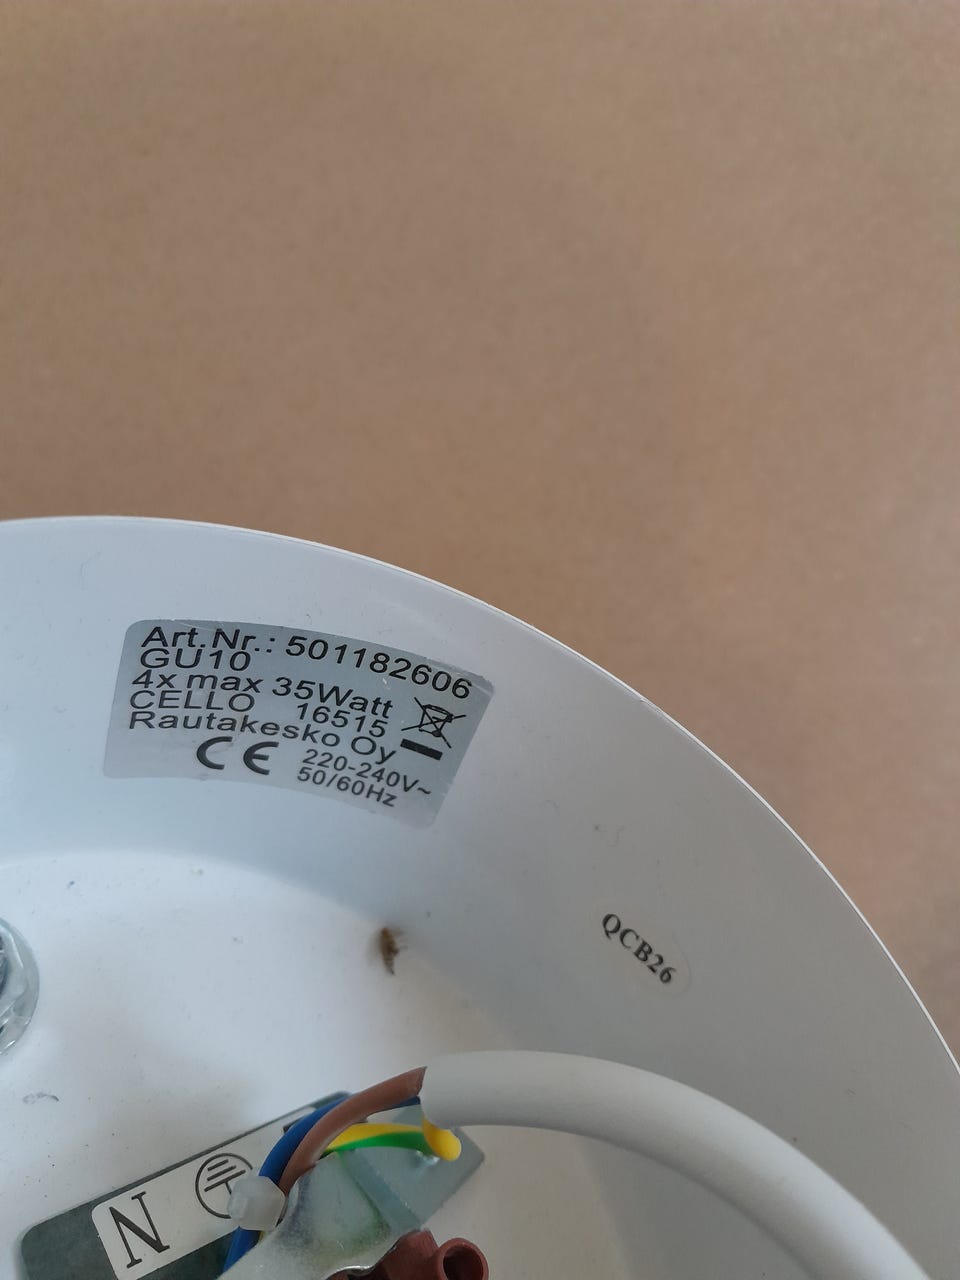 Art.Nr.: 501182606
GU10
4x max 35Watt
CELLO 16515
Rautakesko Oy
CE 220-240V~
50/60Hz
QCB26
N